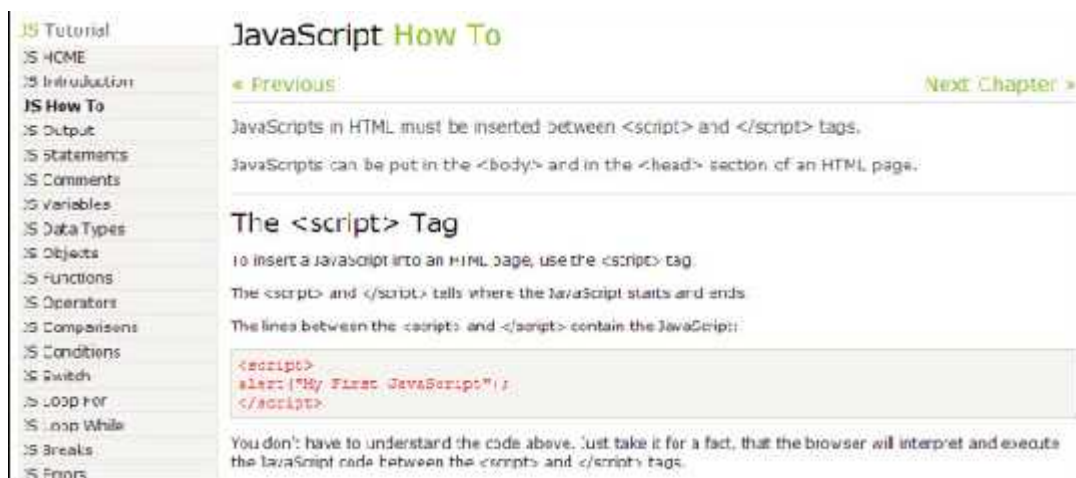 JS Tutorial
JS HOME
JS Introduction
JS How To
JS Output
JS Statements
JS Comments
JS Variables
JS Data Types
JS Objects
JS Functions
JS Operators
JS Comparisons
JS Conditions
JS Switch
JS Loop For
JS Loop While
JS Breaks
JS Errors
JavaScript How To
« Previous
Next Chapter »
JavaScripts in HTML must be inserted between <script> and </script> tags.
JavaScripts can be put in the <body> and in the <head> section of an HTML page.
The <script> Tag
To insert a JavaScript into an HTML page, use the <script> tag.
The <script> and </script> tells where the JavaScript starts and ends.
The lines between the <script> and </script> contain the JavaScript:
<script>
alert("My First JavaScript");
</script>
You don't have to understand the code above. Just take it for a fact, that the browser will interpret and execute
the JavaScript code between the <script> and </script> tags.